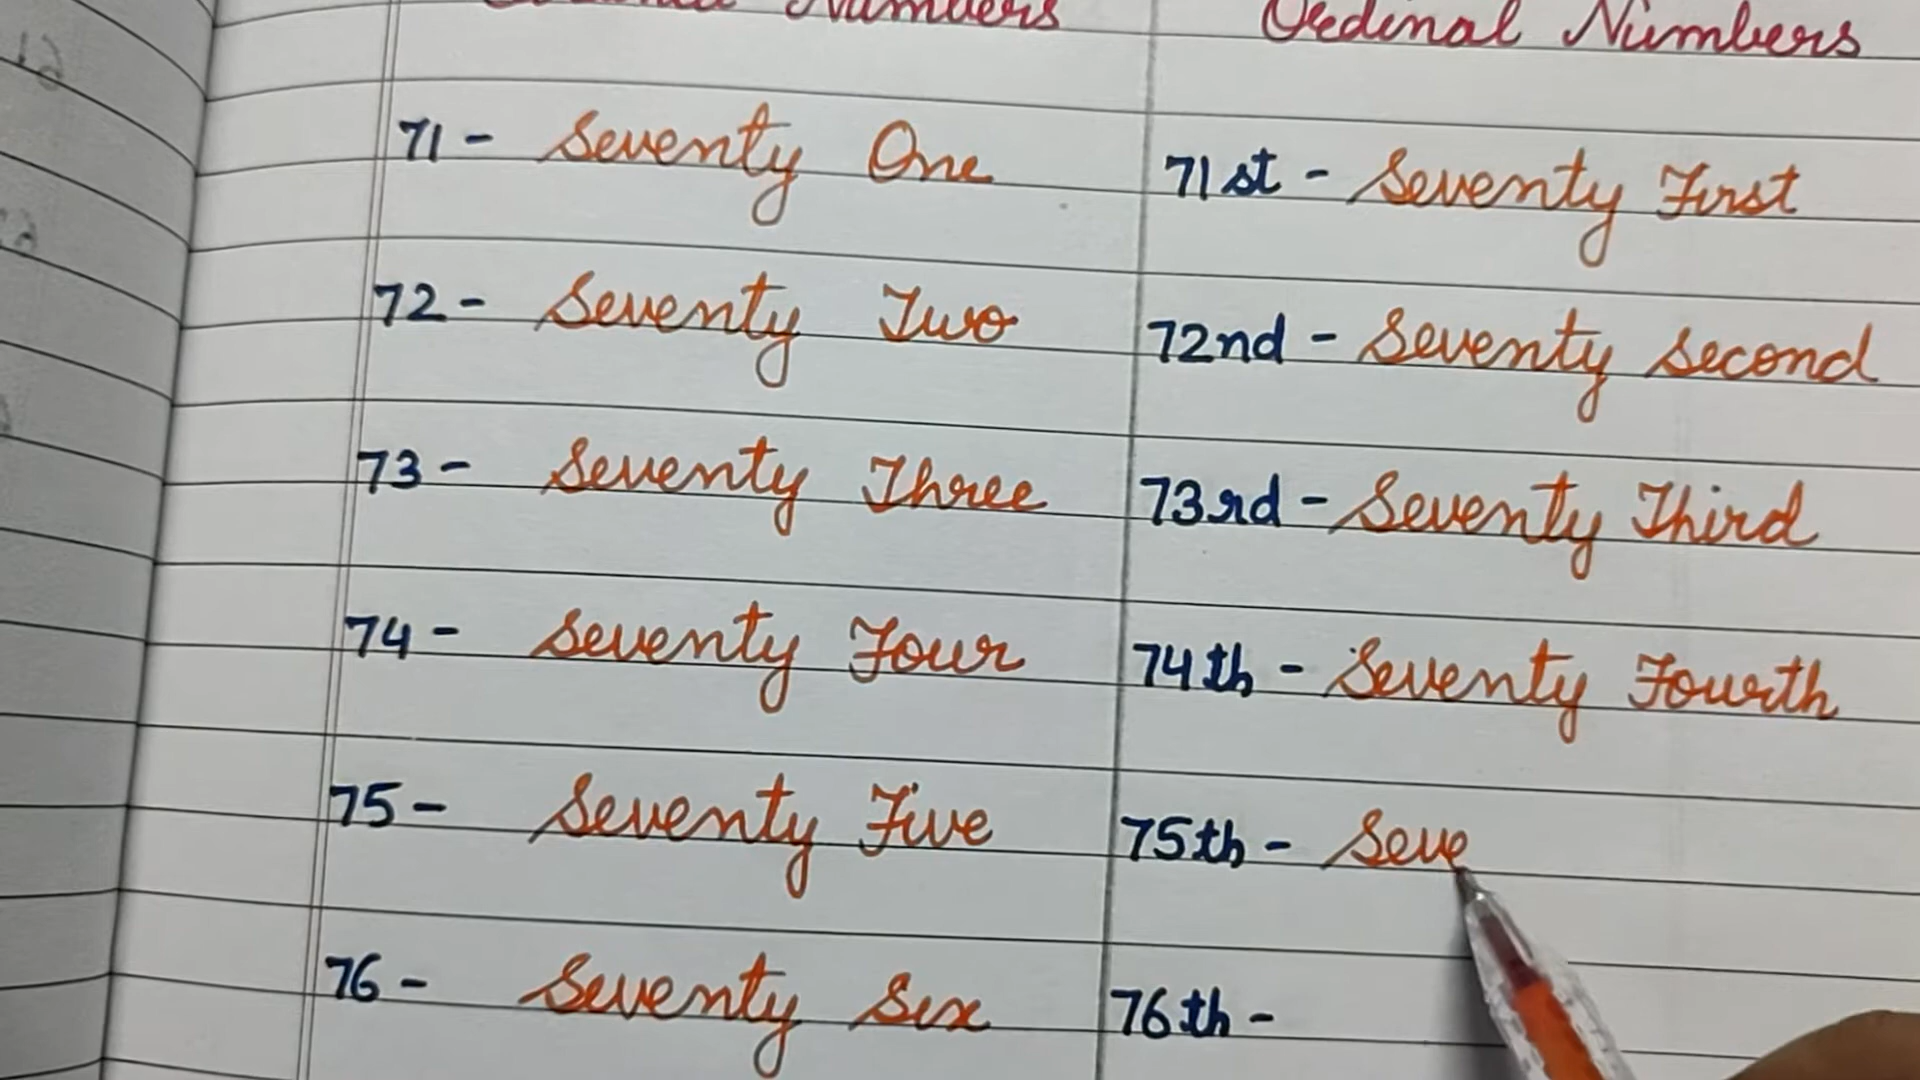 Numbers Ordinal Numbers
71 - Seventy One 71st - Seventy First
72 - Seventy Two 72nd - Seventy Second
73 - Seventy Three 73rd - Seventy Third
74 - Seventy Four 74th - Seventy Fourth
75 - Seventy Five 75th - Seve
76 - Seventy Six 76th -